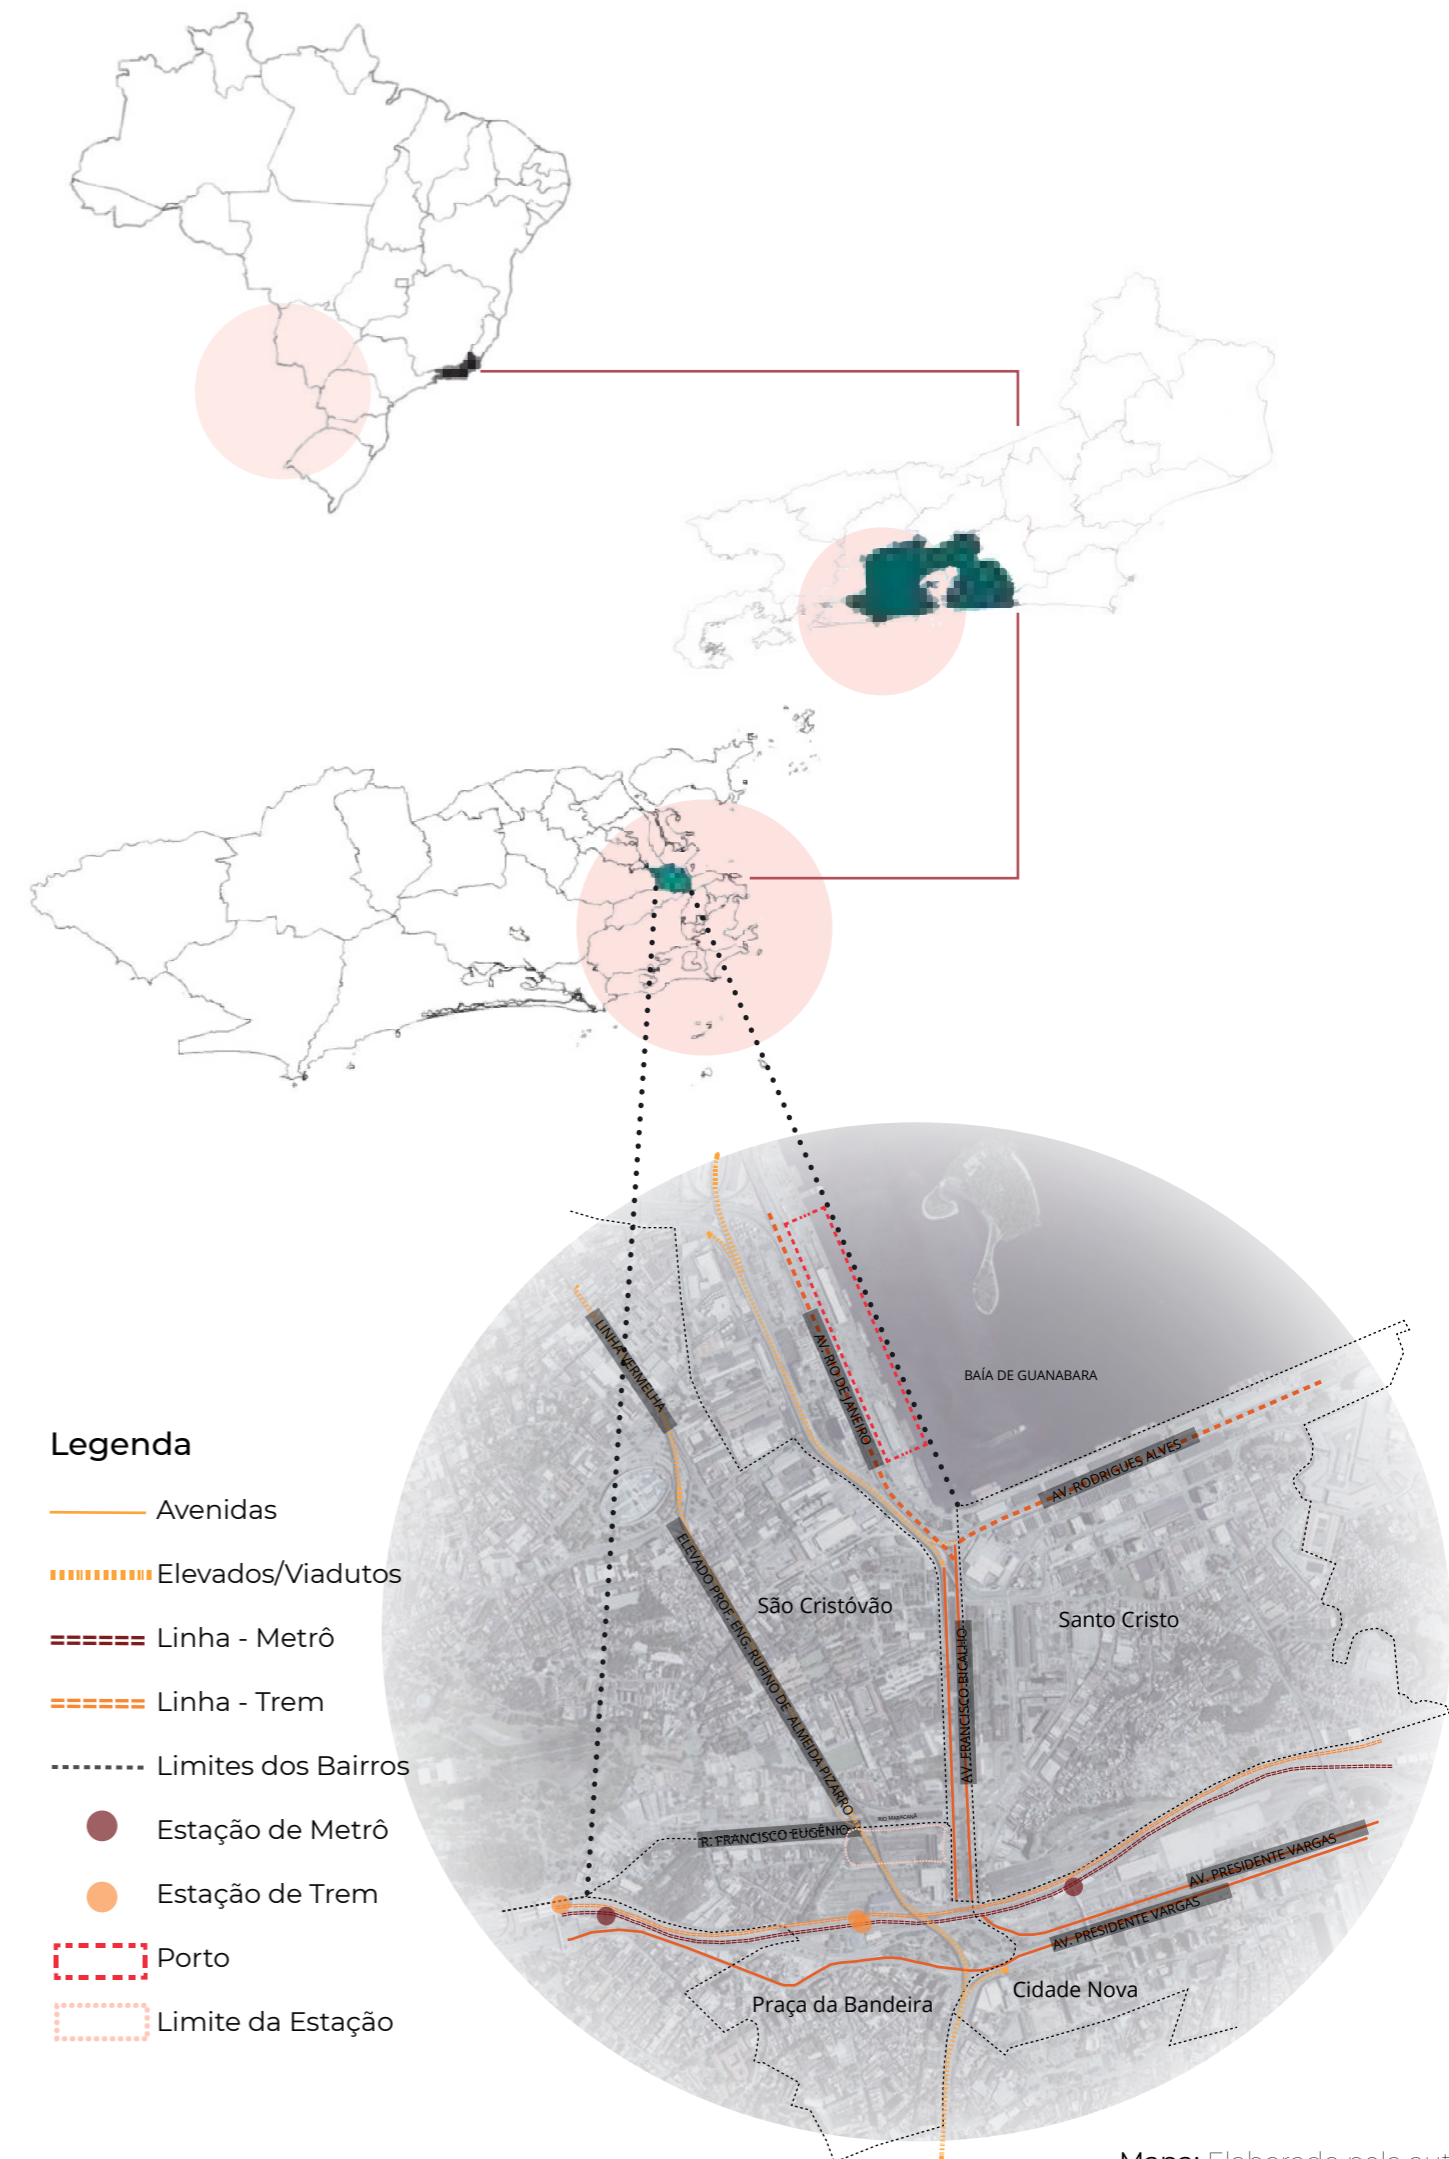 LINHA VERMELHA
AV. RIO DE JANEIRO
BAÍA DE GUANABARA
AV. RODRIGUES ALVES
Legenda
Avenidas
Elevados/Viadutos
Linha - Metrô
Linha - Trem
Limites dos Bairros
Estação de Metrô
Estação de Trem
Porto
Limite da Estação
ELEVADO PROF. ENG. RUFINO DE ALMEIDA PIZARRO
São Cristóvão
Santo Cristo
AV. FRANCISCO BICALHO
RIO MARACANÃ
R. FRANCISCO EUGÊNIO
AV. PRESIDENTE VARGAS
AV. PRESIDENTE VARGAS
Praça da Bandeira
Cidade Nova